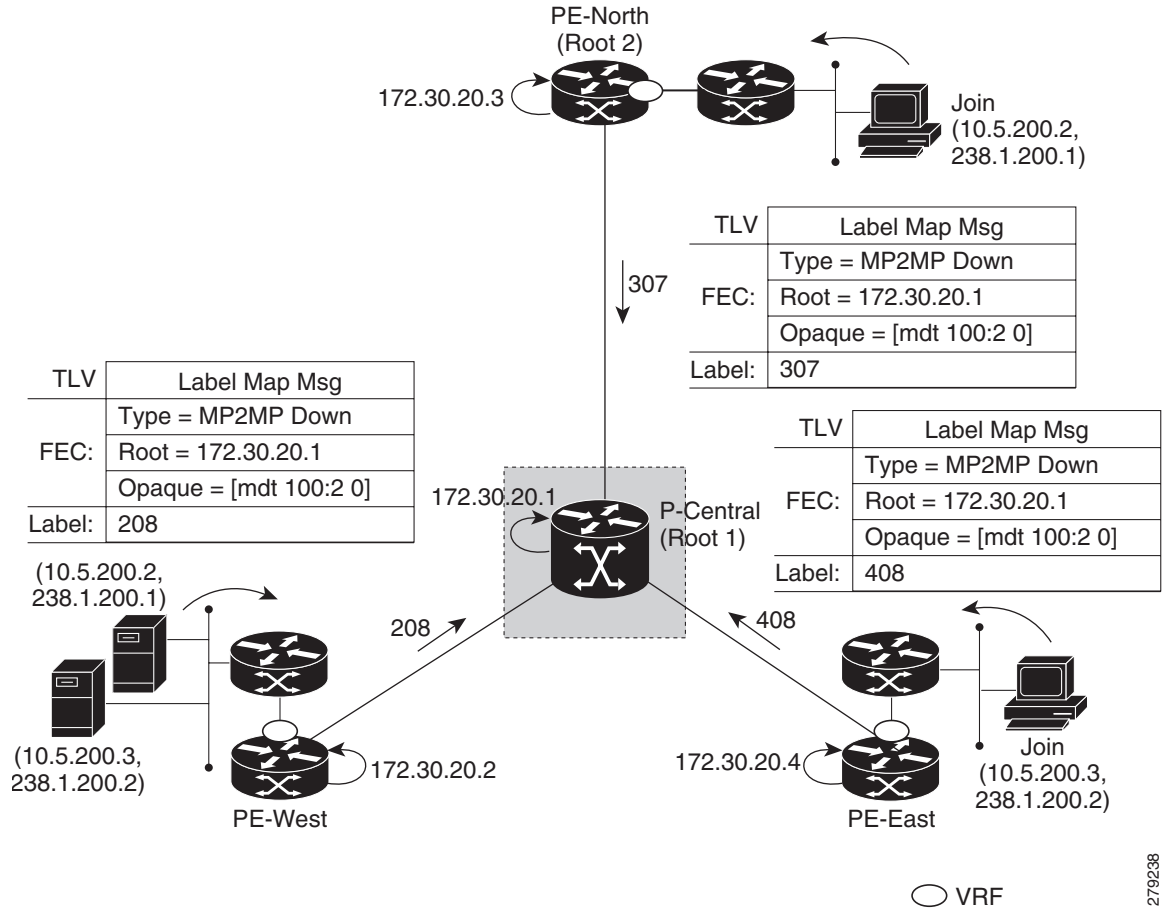 PE-North
(Root 2)
172.30.20.3
Join
(10.5.200.2,
238.1.200.1)
TLV Label Map Msg
Type = MP2MP Down
FEC: Root = 172.30.20.1
Opaque = [mdt 100:2 0]
Label: 307
307
TLV Label Map Msg
Type = MP2MP Down
FEC: Root = 172.30.20.1
Opaque = [mdt 100:2 0]
Label: 208
TLV Label Map Msg
Type = MP2MP Down
FEC: Root = 172.30.20.1
Opaque = [mdt 100:2 0]
Label: 408
172.30.20.1
P-Central
(Root 1)
(10.5.200.2,
238.1.200.1)
208
408
(10.5.200.3,
238.1.200.2)
172.30.20.2
PE-West
172.30.20.4
PE-East
Join
(10.5.200.3,
238.1.200.2)
VRF
279238